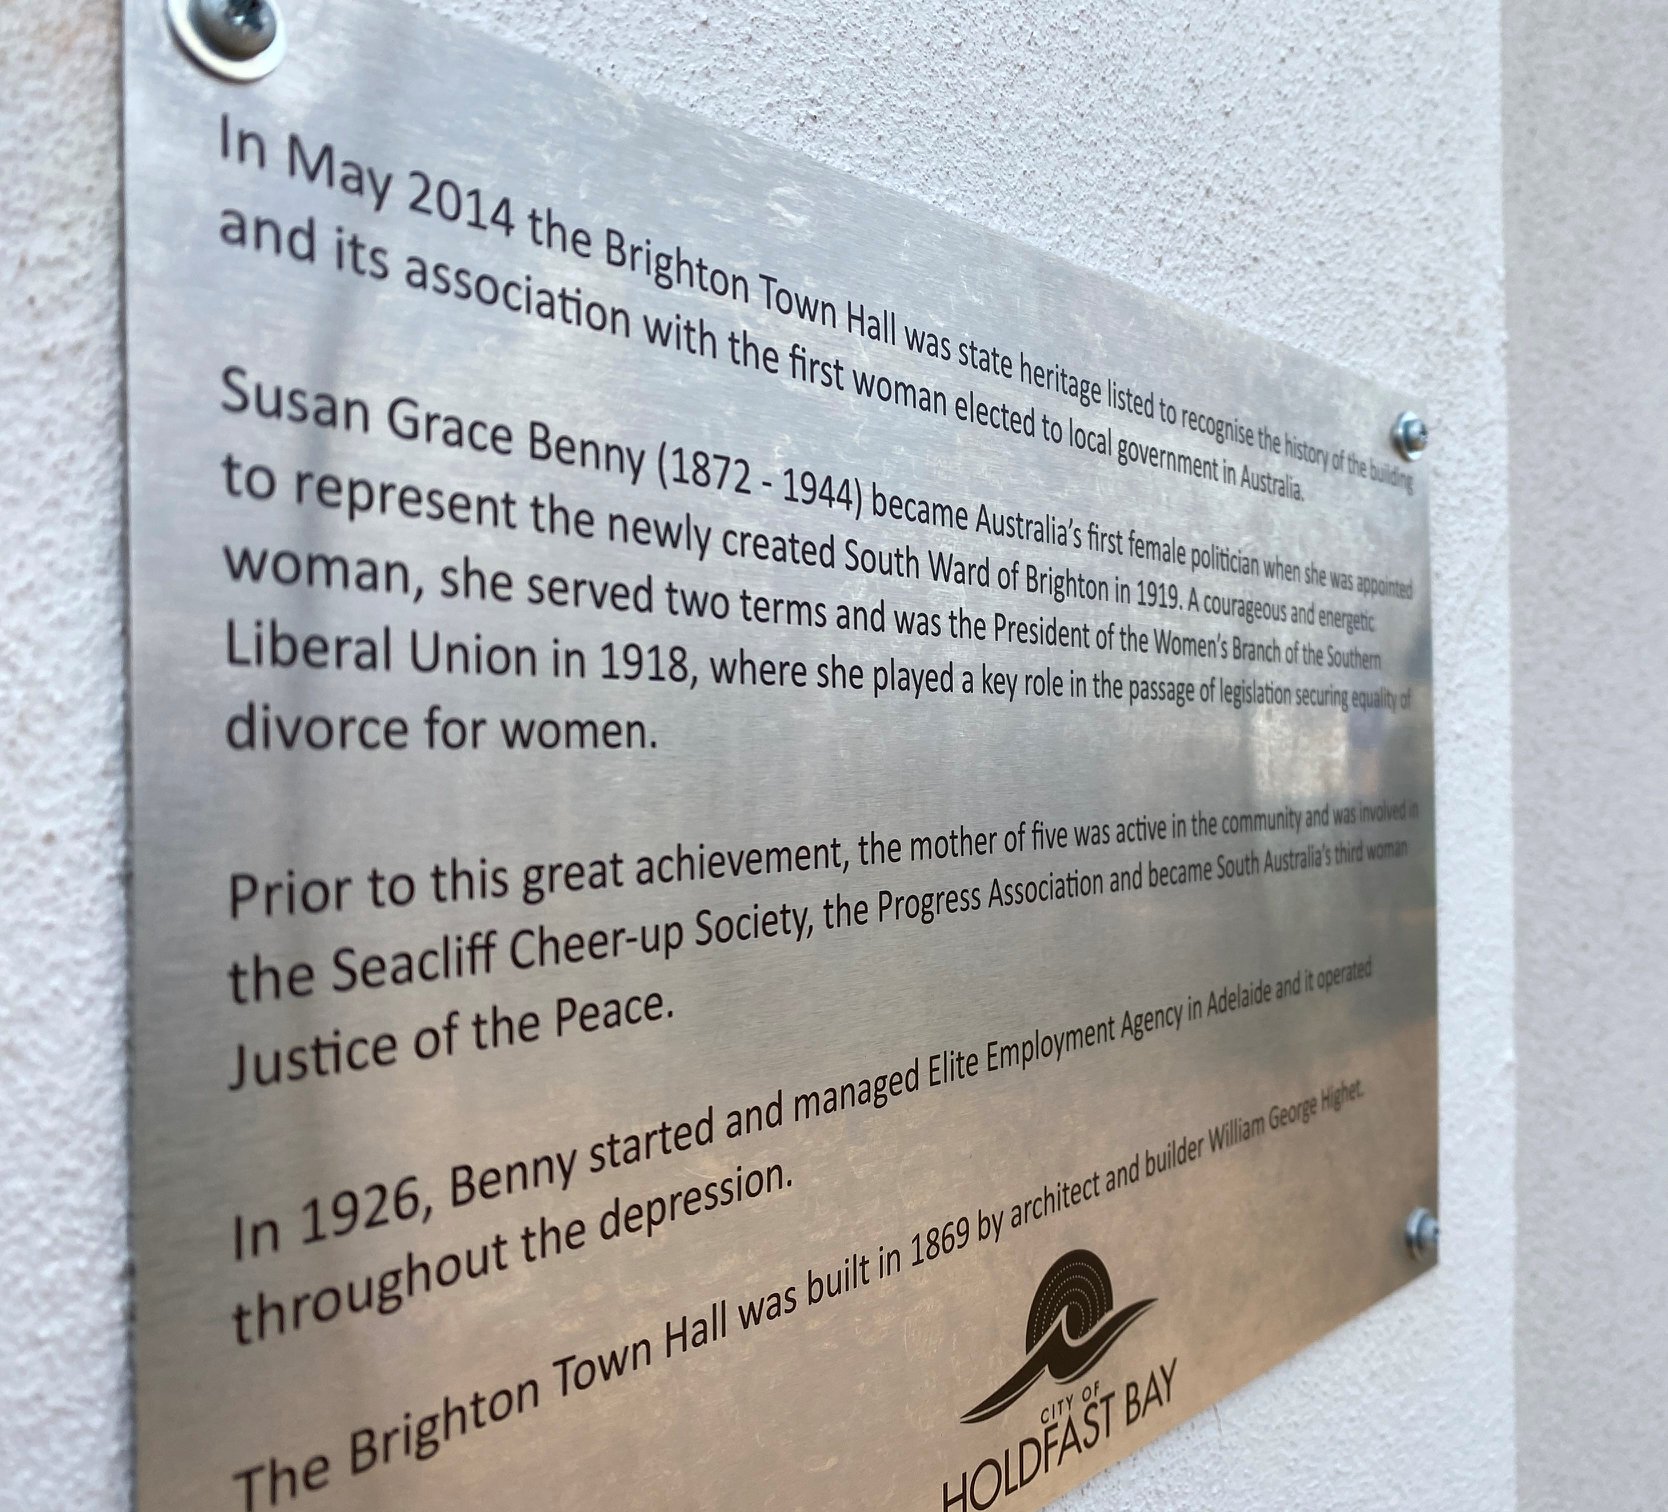 In May 2014 the Brighton Town Hall was state heritage listed to recognise the history of the building
and its association with the first woman elected to local government in Australia.
Susan Grace Benny (1872 - 1944) became Australia's first female politician when she was appointed
to represent the newly created South Ward of Brighton in 1919. A courageous and energetic
woman, she served two terms and was the President of the Women's Branch of the Southern
Liberal Union in 1918, where she played a key role in the passage of legislation securing equality of
divorce for women.
Prior to this great achievement, the mother of five was active in the community and was involved in
the Seacliff Cheer-up Society, the Progress Association and became South Australia's third woman
Justice of the Peace.
In 1926, Benny started and managed Elite Employment Agency in Adelaide and it operated
throughout the depression.
The Brighton Town Hall was built in 1869 by architect and builder William George Highet.
CITY OF
HOLDFAST BAY